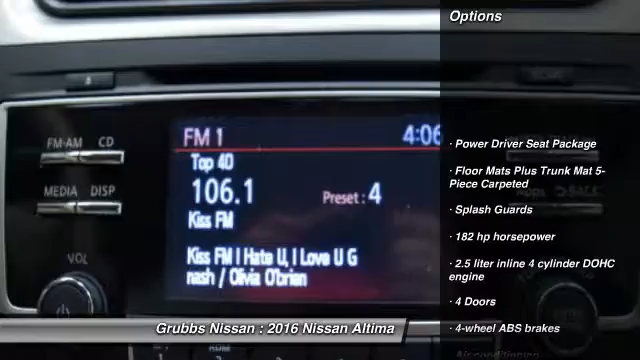 Options
FM 1
4:06
FM·AM
CD
Top 40
· Power Driver Seat Package
106.1
Preset : 4
· Floor Mats Plus Trunk Mat 5-
Piece Carpeted
MEDIA
DISP
Kiss FM
· Splash Guards
· 182 hp horsepower
VOL
Kiss FM I Hate U, I Love U G
nash / Olivia O'brien
· 2.5 liter inline 4 cylinder DOHC
engine
· 4 Doors
Grubbs Nissan : 2016 Nissan Altima
· 4-wheel ABS brakes
· Air conditioning